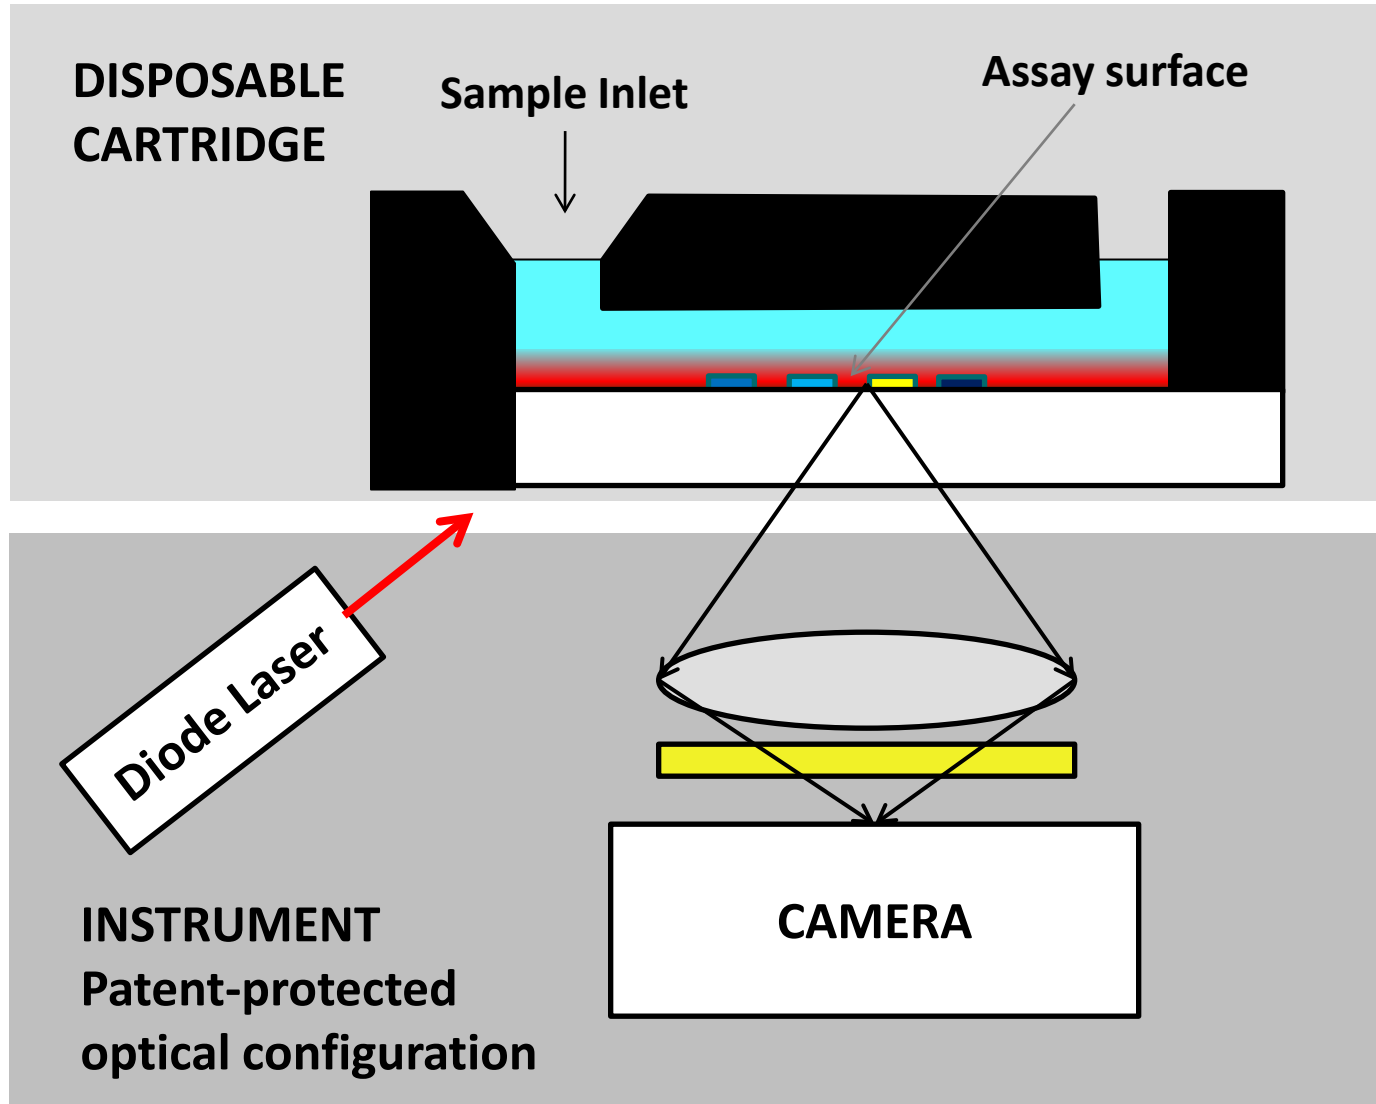 DISPOSABLE
CARTRIDGE
Sample Inlet
Assay surface
Diode Laser
CAMERA
INSTRUMENT
Patent-protected
optical configuration